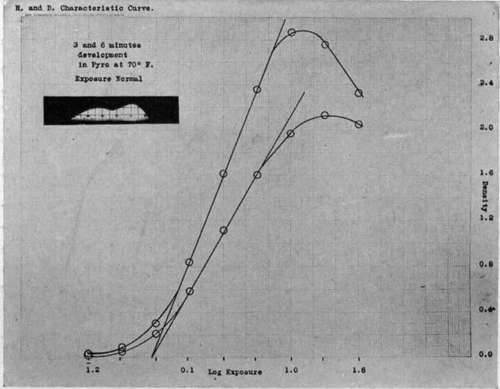 H. and D. Characteristic Curve.
3 and 6 minutes
development
in Pyro at 70° F.
Exposure Normal
2.8
2.4
2.0
1.6
Density
1.2
0.8
0.4
0.0
1.2
0.1
Log Exposure
1.0
1.6